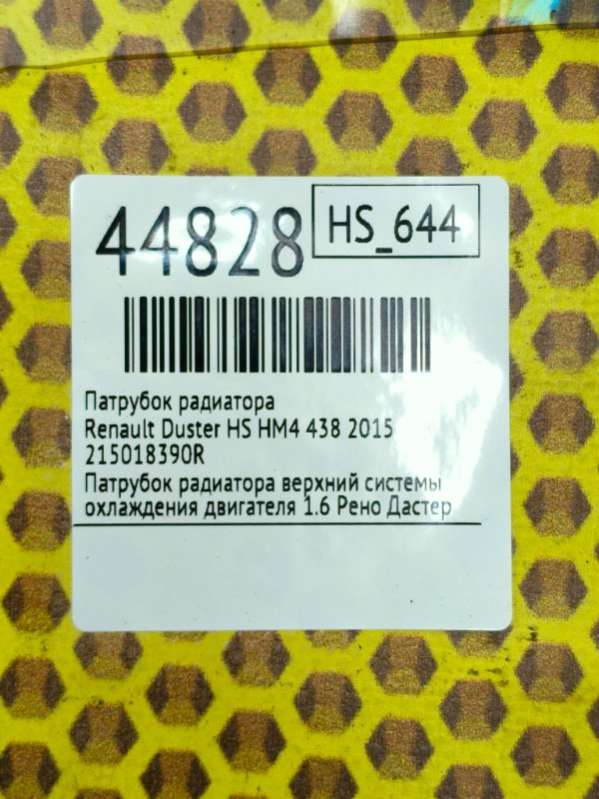 44828
HS_644
Патрубок радиатора
Renault Duster HS HM4 438 2015
215018390R
Патрубок радиатора верхний системы
охлаждения двигателя 1.6 Рено Дастер